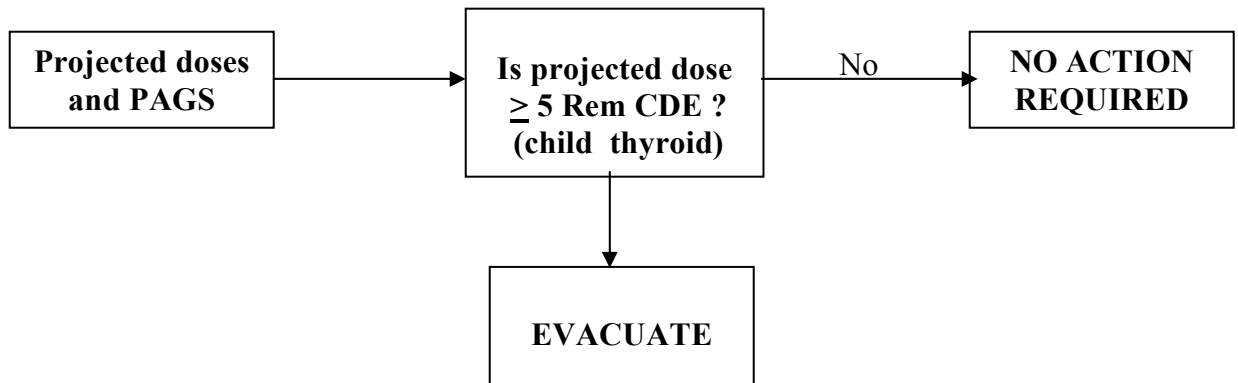 Projected doses
and PAGS
Is projected dose
≥ 5 Rem CDE ?
(child thyroid)
No
NO ACTION
REQUIRED
EVACUATE